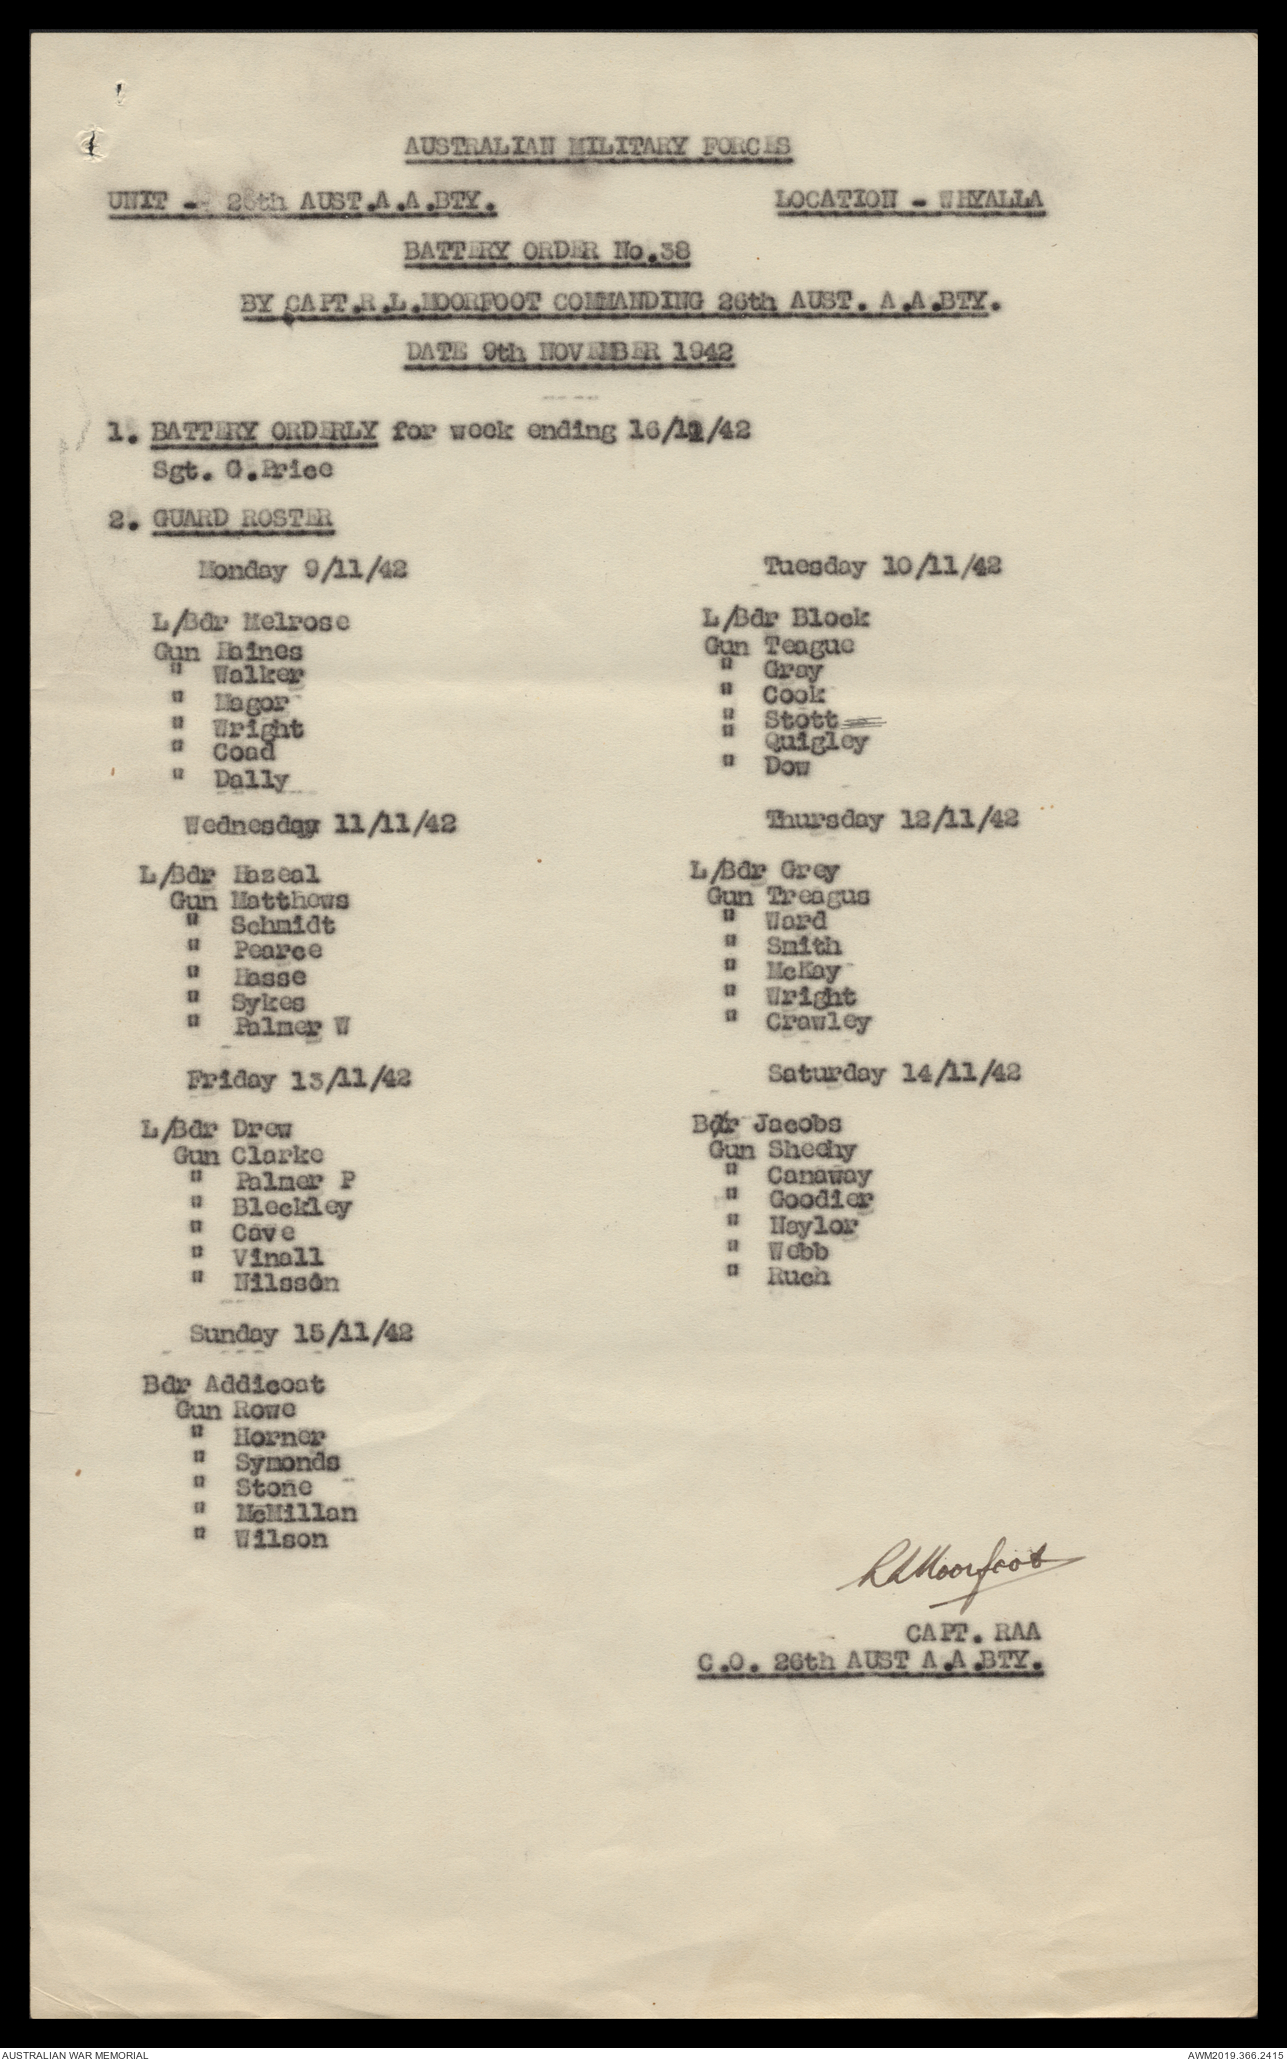 AUSTRALIAN MILITARY FORCES
UNIT - 26th AUST.A.A.BTY. LOCATION - WHYALLA
BATTERY ORDER No.38
BY CAPT.R.L.MOORFOOT COMMANDING 26th AUST. A.A.BTY.
DATE 9th NOVEMBER 1942
1. BATTERY ORDERLY for week ending 16/11/42
Sgt. G.Price
2. GUARD ROSTER
Monday 9/11/42
L/Bdr Melrose
Gun Haines
" Walker
" Magor
" Wright
" Coad
" Dally
Tuesday 10/11/42
L/Bdr Block
Gun Teague
" Gray
" Cook
" Stott
" Quigley
" Dow
Wednesday 11/11/42
L/Bdr Hazeal
Gun Matthews
" Schmidt
" Pearce
" Hasse
" Sykes
" Palmer W
Thursday 12/11/42
L/Bdr Grey
Gun Treagus
" Ward
" Smith
" McKay
" Wright
" Crawley
Friday 13/11/42
L/Bdr Drew
Gun Clarke
" Palmer P
" Bleckley
" Cave
" Vinall
" Nilsson
Saturday 14/11/42
Bdr Jacobs
Gun Sheehy
" Canaway
" Goodier
" Naylor
" Webb
" Ruch
Sunday 15/11/42
Bdr Addicoat
Gun Rowe
" Horner
" Symonds
" Stone
" McMillan
" Wilson
RLMoorfoot
CAPT. RAA
C.O. 26th AUST A.A.BTY.
AUSTRALIAN WAR MEMORIAL AWM2019.366.2415